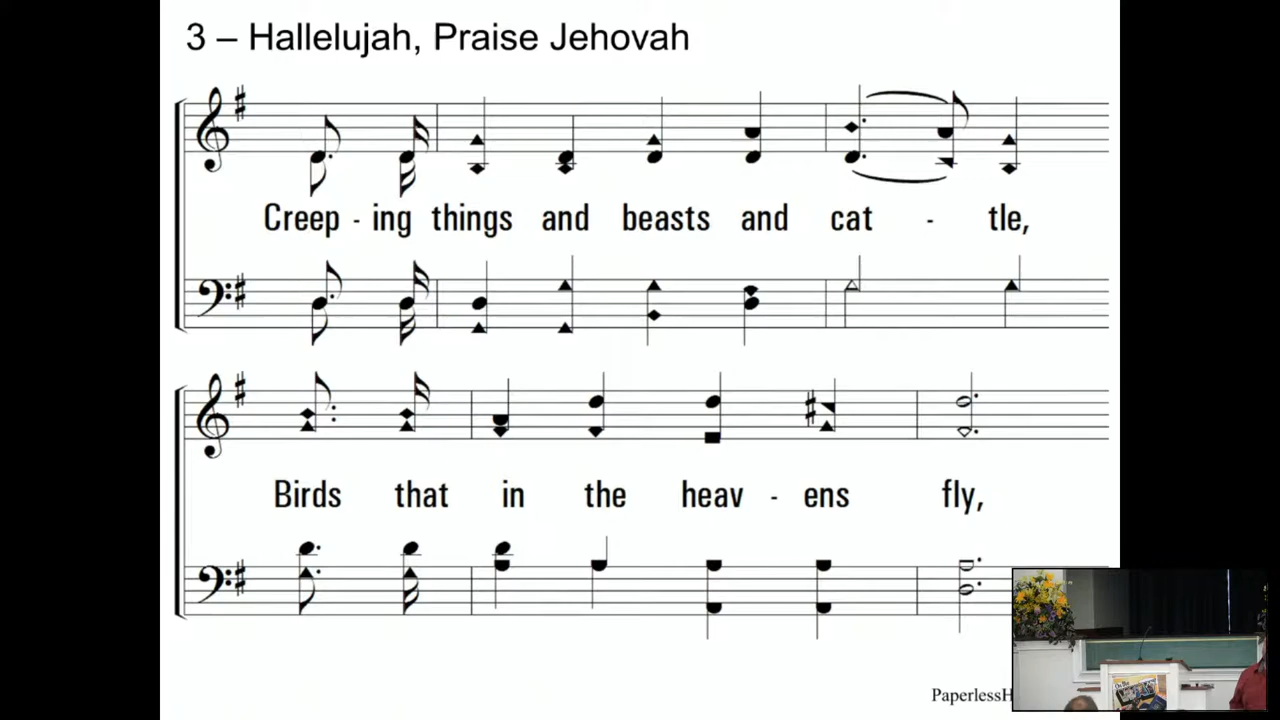 3 – Hallelujah, Praise Jehovah
Creep - ing things and beasts and cat - tle,
Birds that in the heav - ens fly,
PaperlessH